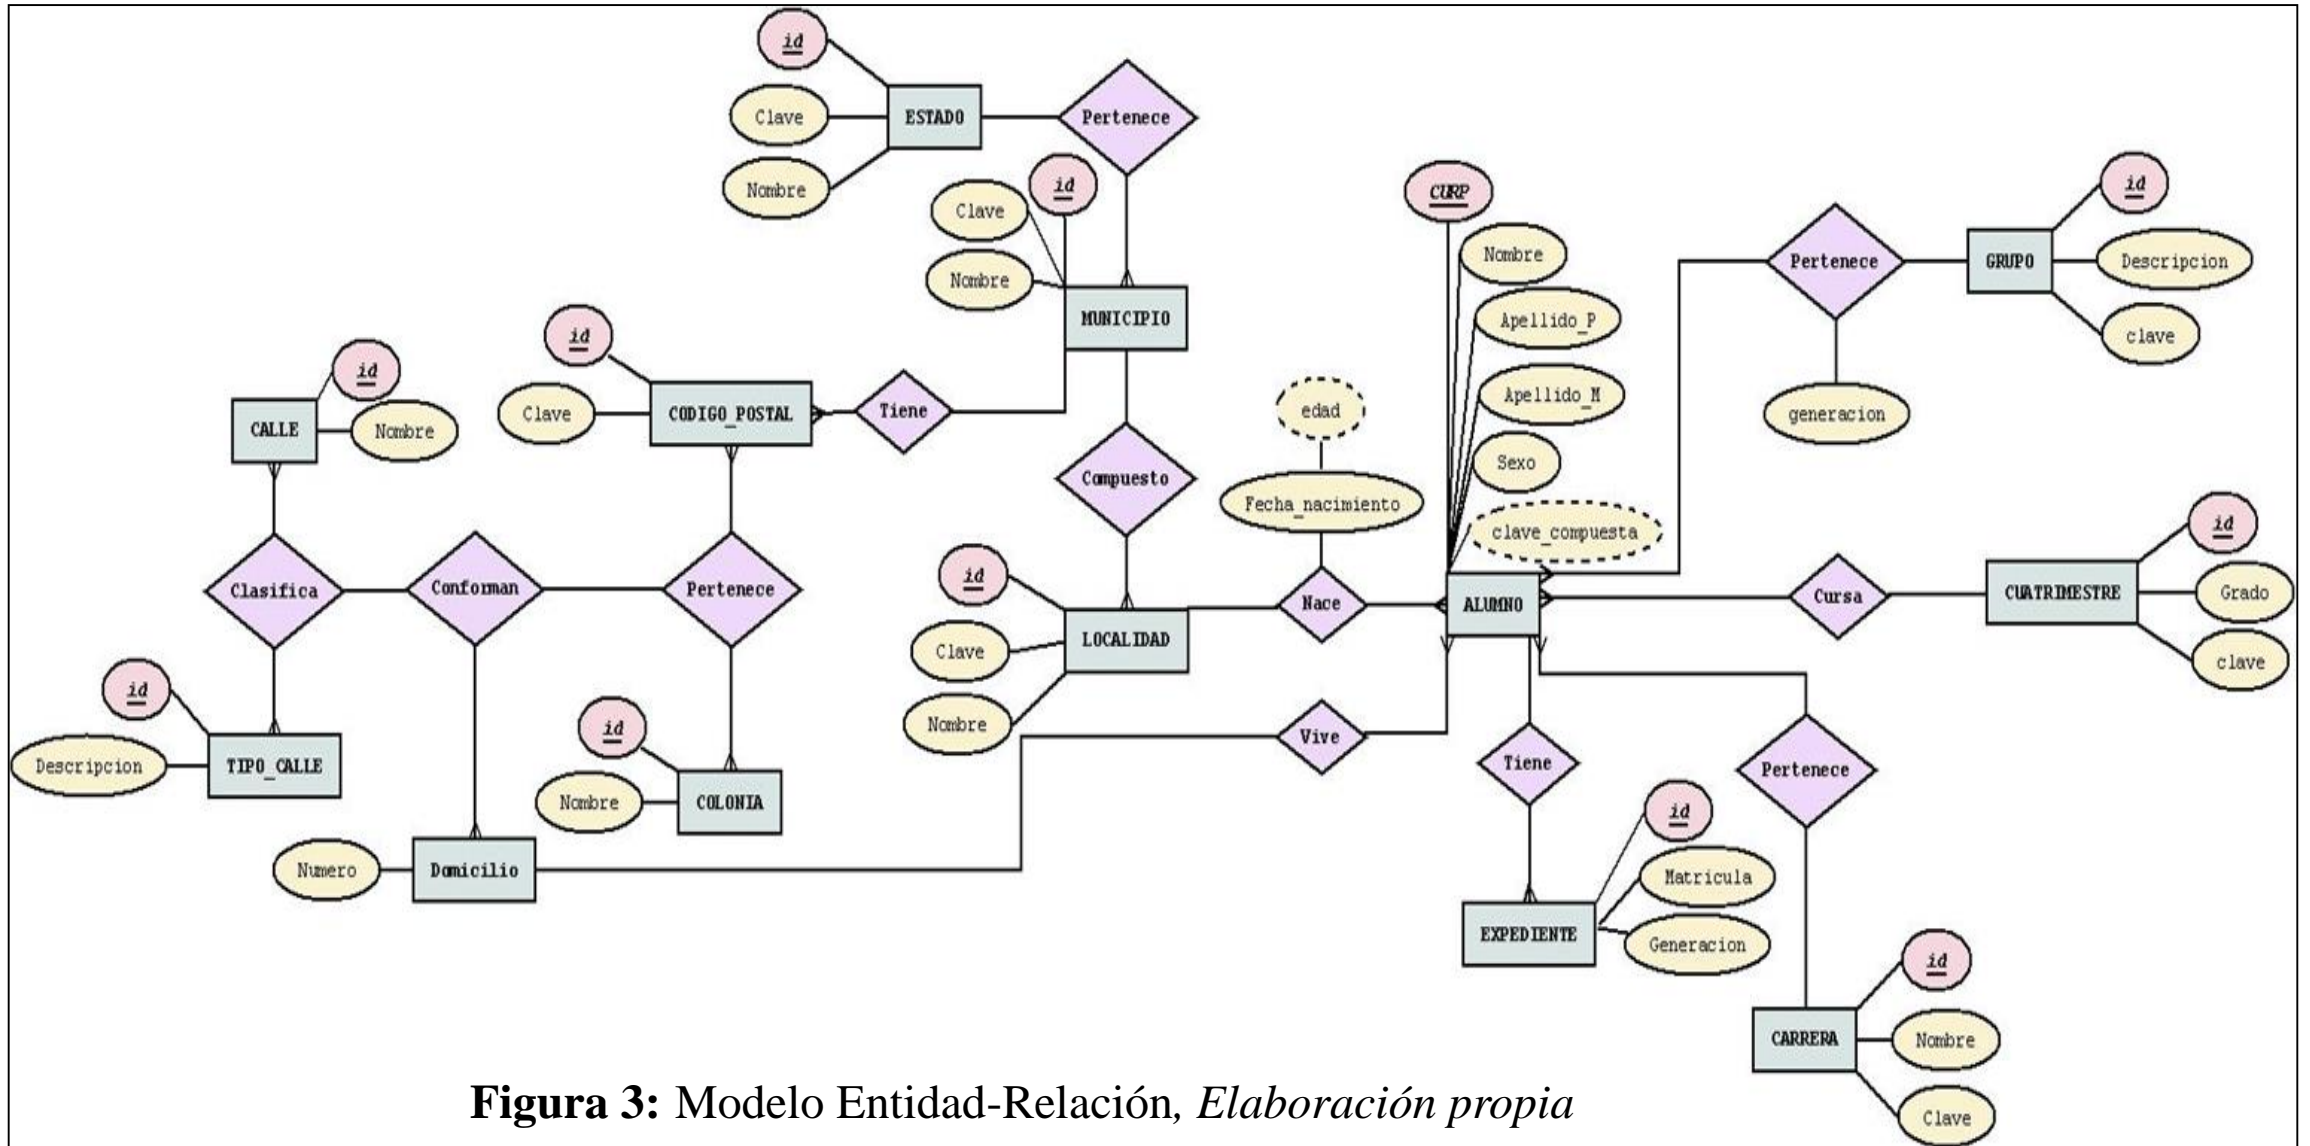 id
Clave
ESTADO
Pertenece
Nombre
id
Clave
Nombre
MUNICIPIO
CURP
Nombre
Apellido_P
Apellido_M
Sexo
clave_compuesta
Pertenece
GRUPO
id
Descripcion
clave
generacion
id
Clave
CODIGO_POSTAL
Tiene
id
CALLE
Nombre
Compuesto
edad
Fecha_nacimiento
Clasifica
Conforman
Pertenece
id
Clave
LOCALIDAD
Nombre
Nace
ALUMNO
Cursa
CUATRIMESTRE
id
Grado
clave
id
Descripcion
TIPO_CALLE
id
Nombre
COLONIA
Vive
Tiene
Pertenece
Numero
Domicilio
id
Matricula
EXPEDIENTE
Generacion
id
CARRERA
Nombre
Clave
Figura 3: Modelo Entidad-Relación, Elaboración propia